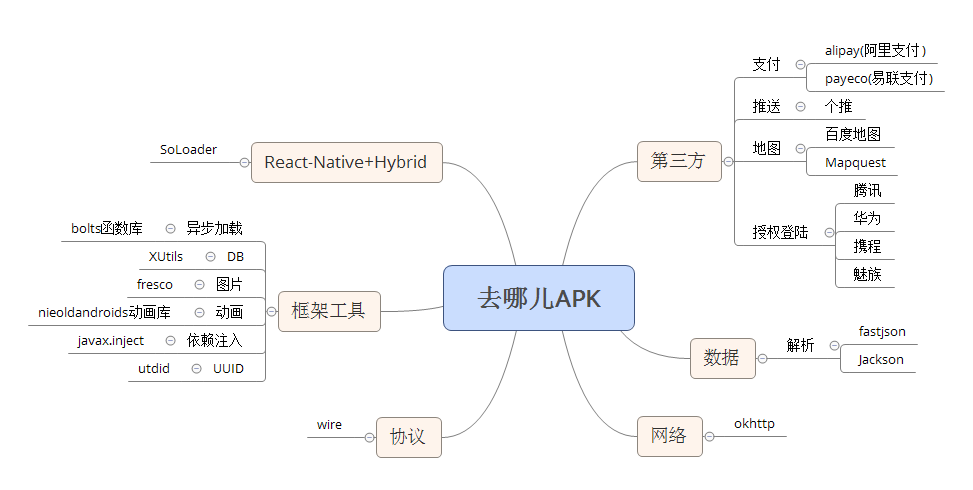 去哪儿APK
第三方
支付
alipay(阿里支付)
payeco(易联支付)
推送
个推
地图
百度地图
Mapquest
授权登陆
腾讯
华为
携程
魅族
数据
解析
fastjson
Jackson
网络
okhttp
React-Native+Hybrid
SoLoader
框架工具
异步加载
bolts函数库
DB
XUtils
图片
fresco
动画
nieoldandroids动画库
依赖注入
javax.inject
UUID
utdid
协议
wire